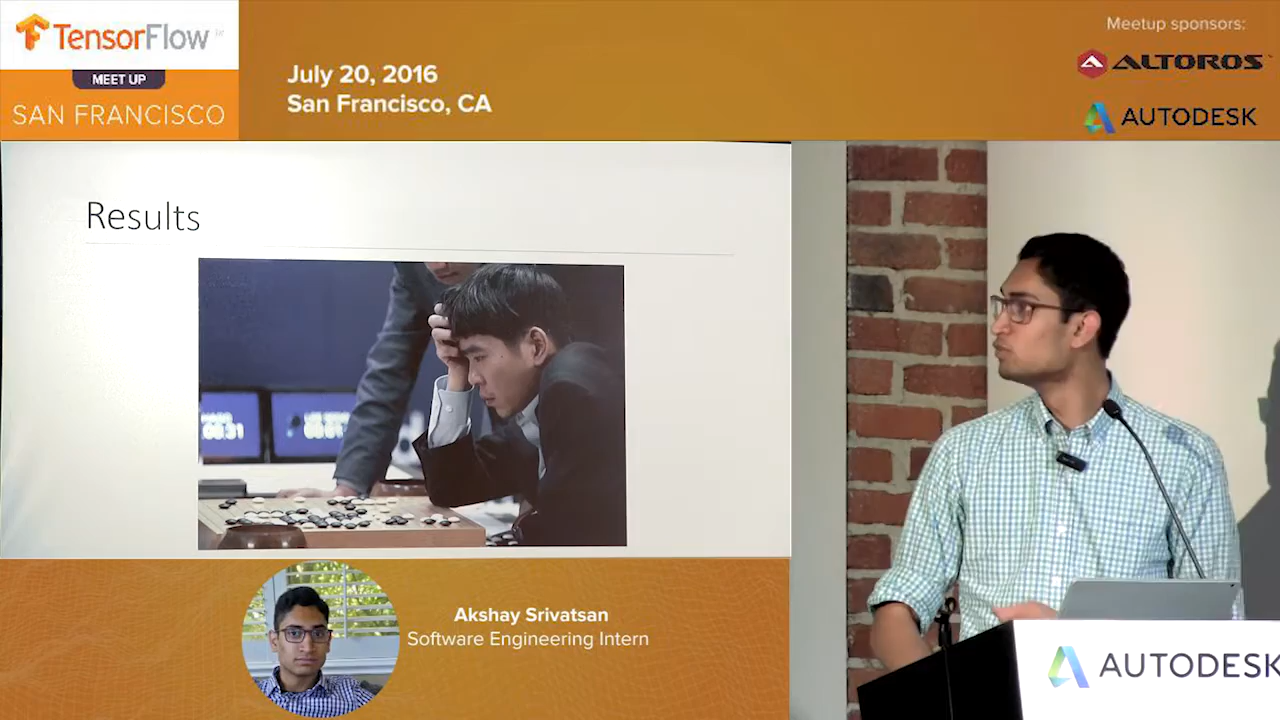 TensorFlow
MEET UP
SAN FRANCISCO
July 20, 2016
San Francisco, CA
Meetup sponsors:
ALTOROS
AUTODESK
Results
Akshay Srivatsan
Software Engineering Intern
AUTODESK